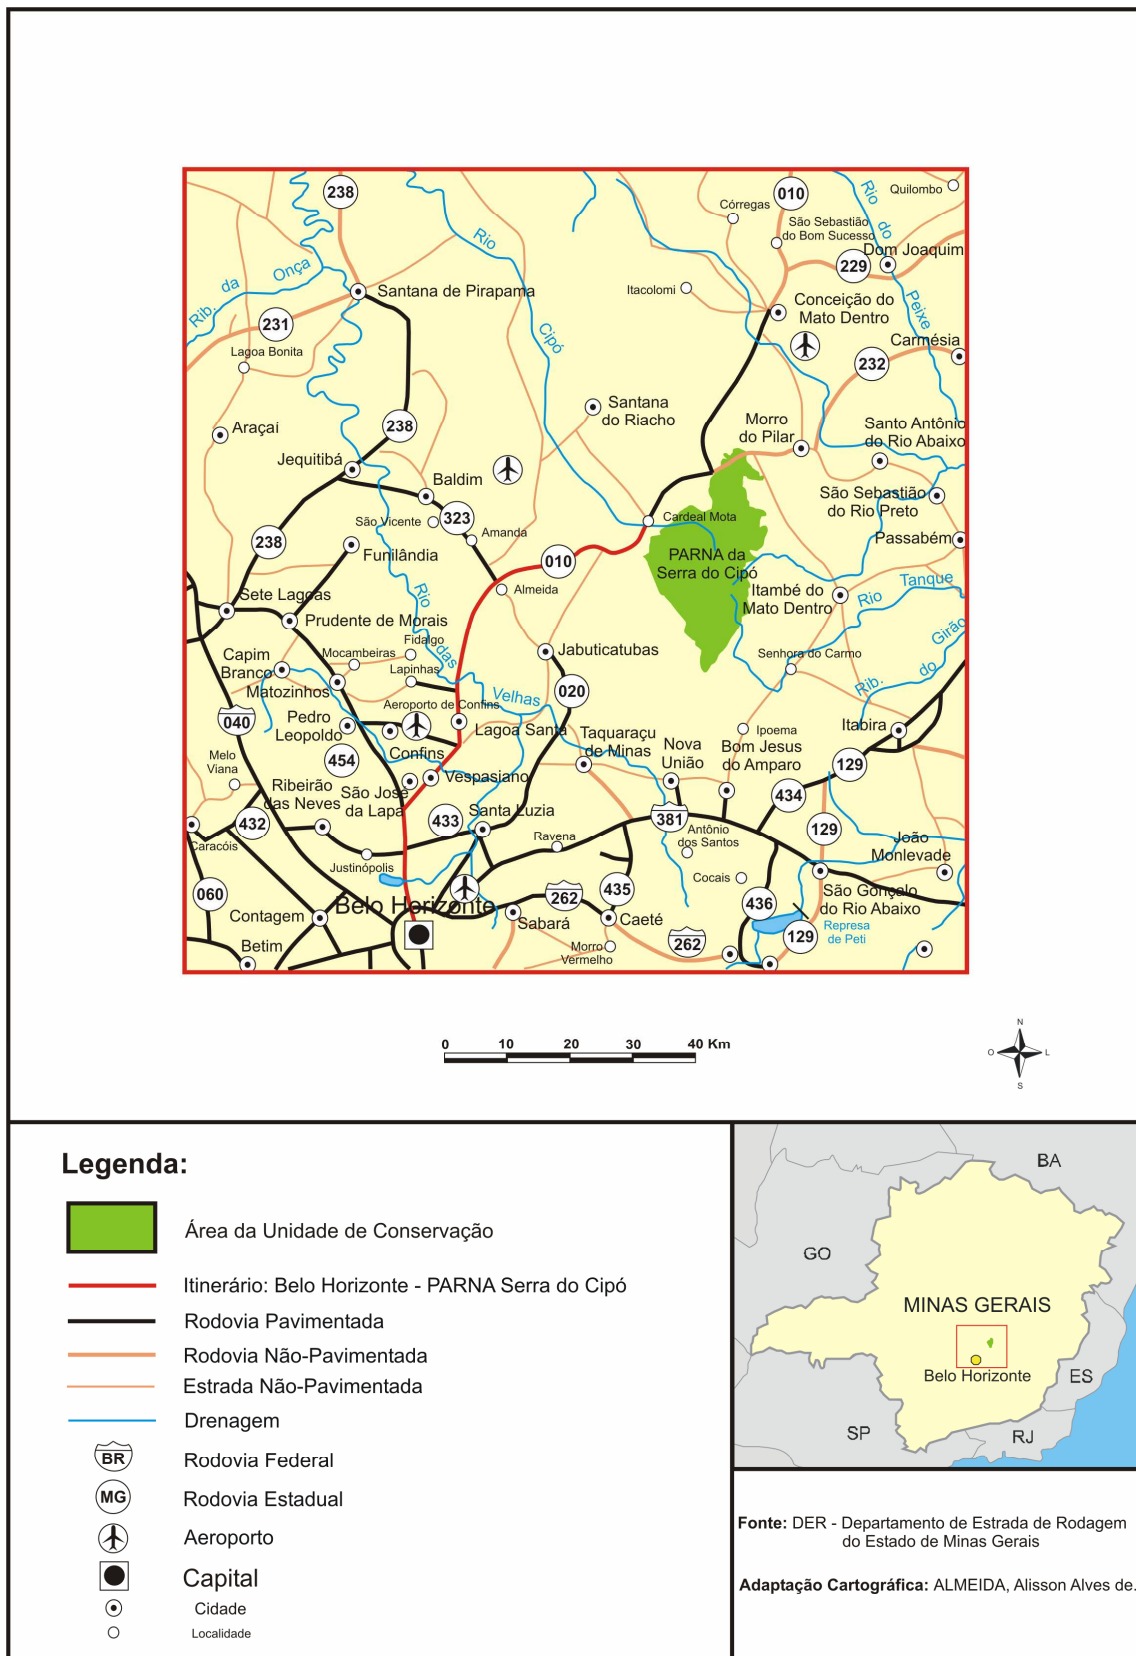 238
010
Quilombo
Córregas
São Sebastião
do Bom Sucesso
Rio
do
Peixe
Dom Joaquim
229
Rio
Cipó
Rib. da Onça
Santana de Pirapama
Itacolomi
Conceição do
Mato Dentro
231
Lagoa Bonita
Carmésia
232
Santana
do Riacho
Araçaí
238
Morro
do Pilar
Santo Antônio
do Rio Abaixo
Jequitibá
Baldim
São Sebastião
do Rio Preto
São Vicente
323
Amanda
Cardeal Mota
Passabém
238
Funilândia
010
PARNA da
Serra do Cipó
Almeida
Itambé do
Mato Dentro
Rio
Tanque
Sete Lagoas
Prudente de Morais
Rio
das
Velhas
Fidalgo
Mocambeiras
Lapinhas
Jabuticatubas
Senhora do Carmo
Rib. do Girão
Capim
Branco
Matozinhos
020
Aeroporto de Confins
040
Pedro
Leopoldo
Confins
Lagoa Santa
Taquaraçu
de Minas
Nova
União
Ipoema
Bom Jesus
do Amparo
Itabira
Melo
Viana
454
129
Vespasiano
Ribeirão
das Neves
São José
da Lapa
434
432
433
Santa Luzia
381
129
Caracóis
Ravena
Antônio
dos Santos
João
Monlevade
Justinópolis
060
Cocais
Belo Horizonte
262
435
436
São Gonçalo
do Rio Abaixo
Contagem
Sabará
Caeté
Represa
de Peti
129
Betim
Morro
Vermelho
262
0 10 20 30 40 Km
N
O L
S
Legenda:
Área da Unidade de Conservação
Itinerário: Belo Horizonte - PARNA Serra do Cipó
Rodovia Pavimentada
Rodovia Não-Pavimentada
Estrada Não-Pavimentada
Drenagem
BR Rodovia Federal
MG Rodovia Estadual
Aeroporto
Capital
Cidade
Localidade
BA
GO
MINAS GERAIS
Belo Horizonte
ES
SP
RJ
Fonte: DER - Departamento de Estrada de Rodagem
do Estado de Minas Gerais
Adaptação Cartográfica: ALMEIDA, Alisson Alves de.